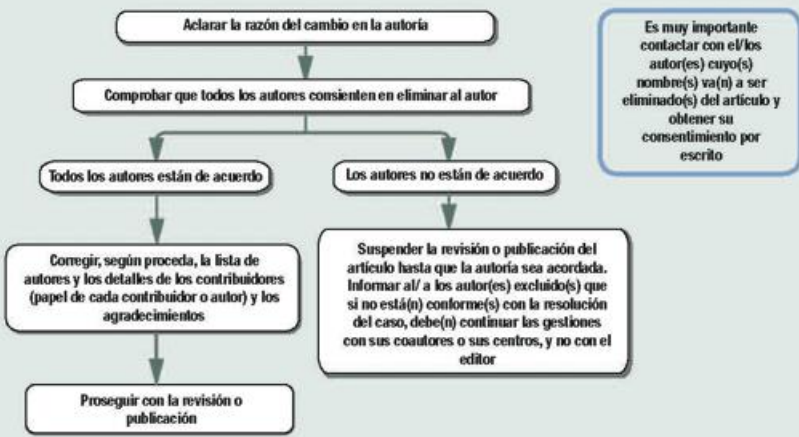 Aclarar la razón del cambio en la autoría
Es muy importante
contactar con el/los
autor(es) cuyo(s)
nombre(s) va(n) a ser
eliminado(s) del artículo y
obtener su
consentimiento por
escrito
Comprobar que todos los autores consienten en eliminar al autor
Todos los autores están de acuerdo
Los autores no están de acuerdo
Corregir, según proceda, la lista de
autores y los detalles de los contribuidores
(papel de cada contribuidor o autor) y los
agradecimientos
Suspender la revisión o publicación del
artículo hasta que la autoría sea acordada.
Informar al/ a los autor(es) excluido(s) que
si no está(n) conforme(s) con la resolución
del caso, debe(n) continuar las gestiones
con sus coautores o sus centros, y no con el
editor
Proseguir con la revisión o
publicación